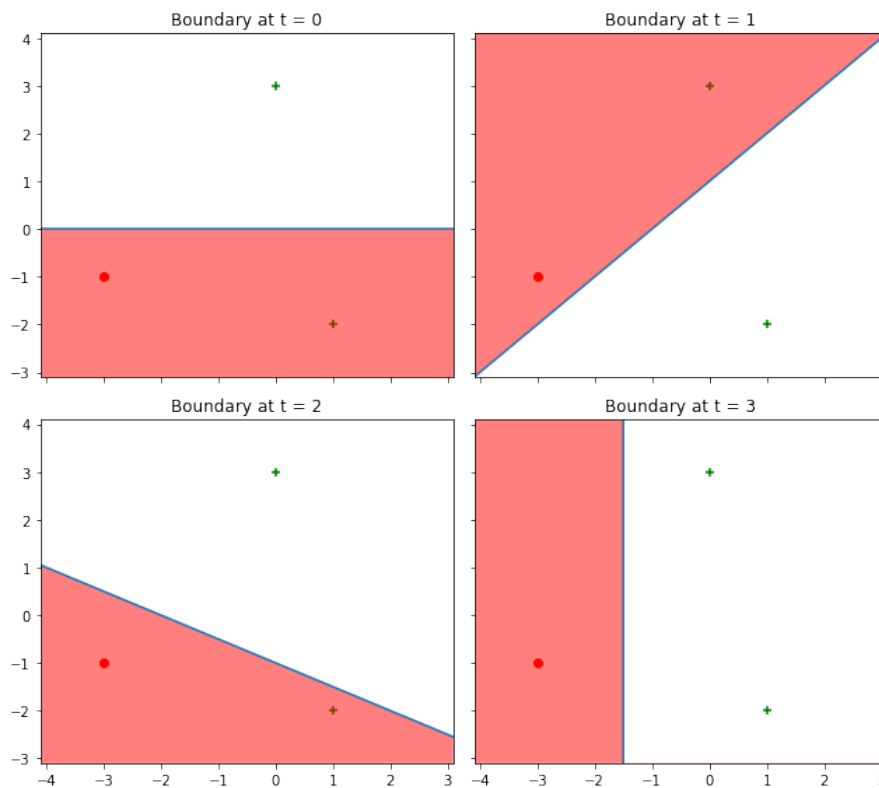 Boundary at t = 0
Boundary at t = 1
4
3
2
1
0
−1
−2
−3
Boundary at t = 2
Boundary at t = 3
4
3
2
1
0
−1
−2
−3
−4 −3 −2 −1 0 1 2 3
−4 −3 −2 −1 0 1 2